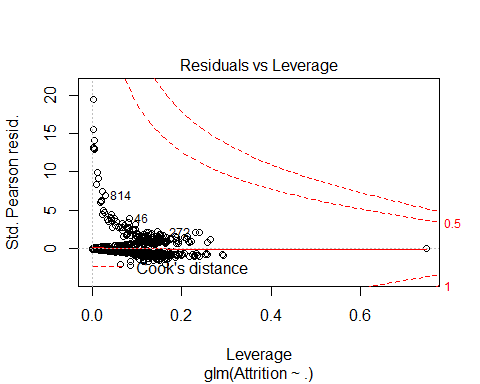 Residuals vs Leverage
Std. Pearson resid.
20
15
10
5
0
814
46
272
0.5
1
Cook's distance
0.0
0.2
0.4
0.6
Leverage
glm(Attrition ~ .)